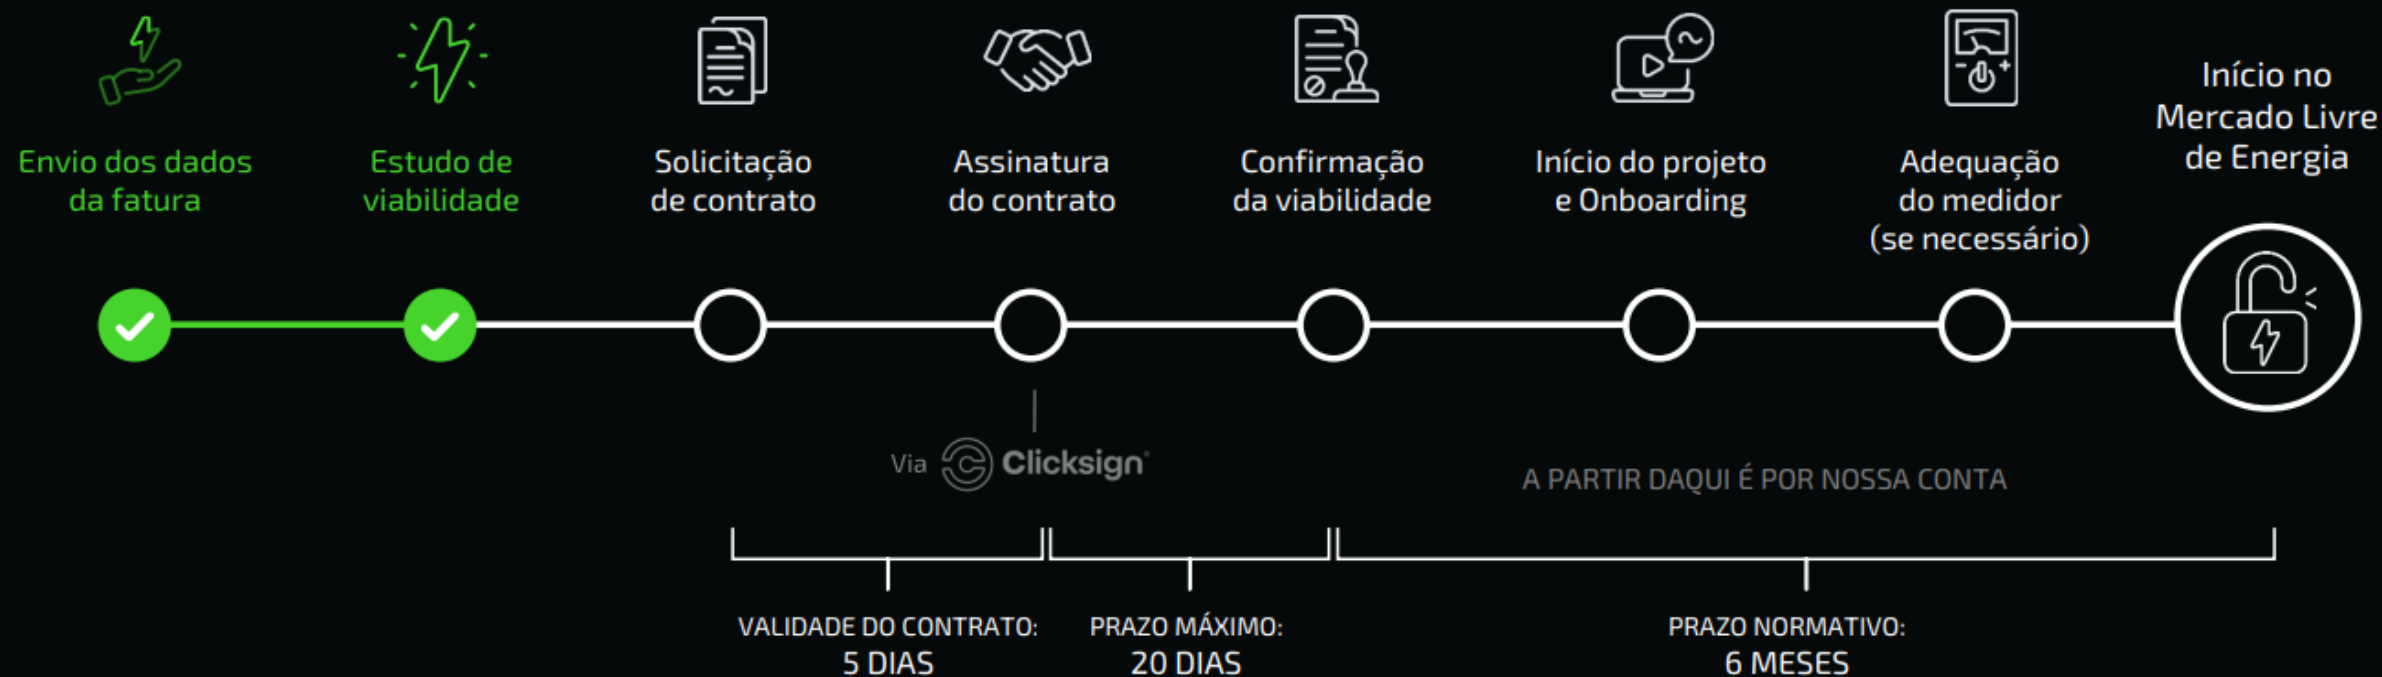 Envio dos dados
da fatura
Estudo de
viabilidade
Solicitação
de contrato
Assinatura
do contrato
Confirmação
da viabilidade
Início do projeto
e Onboarding
Adequação
do medidor
(se necessário)
Início no
Mercado Livre
de Energia
Via Clicksign
A PARTIR DAQUI É POR NOSSA CONTA
VALIDADE DO CONTRATO:
5 DIAS
PRAZO MÁXIMO:
20 DIAS
PRAZO NORMATIVO:
6 MESES